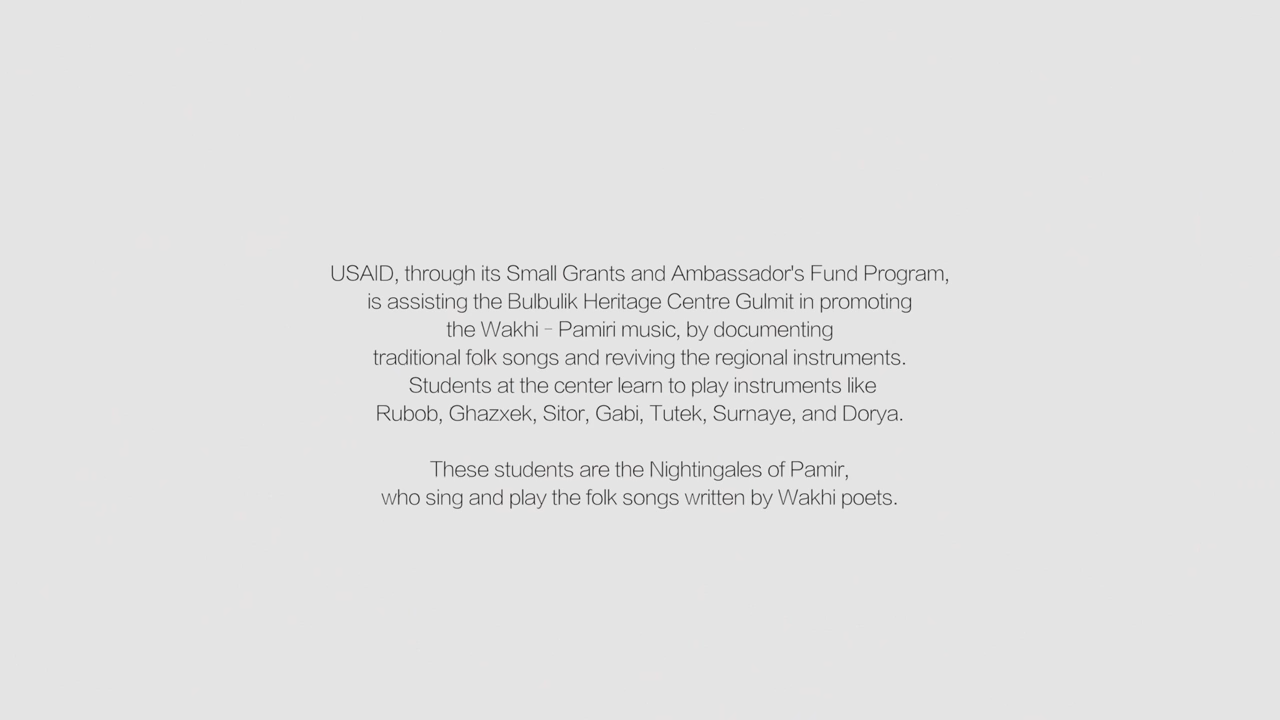 USAID, through its Small Grants and Ambassador's Fund Program,
is assisting the Bulbulik Heritage Centre Gulmit in promoting
the Wakhi - Pamiri music, by documenting
traditional folk songs and reviving the regional instruments.
Students at the center learn to play instruments like
Rubob, Ghazxek, Sitor, Gabi, Tutek, Surnaye, and Dorya.
These students are the Nightingales of Pamir,
who sing and play the folk songs written by Wakhi poets.